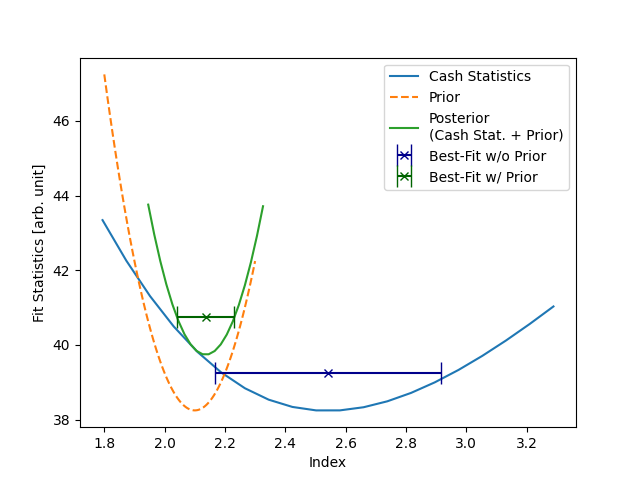 Cash Statistics
Prior
Posterior
(Cash Stat. + Prior)
Best-Fit w/o Prior
Best-Fit w/ Prior
Fit Statistics [arb. unit]
46
44
42
40
38
1.8 2.0 2.2 2.4 2.6 2.8 3.0 3.2
Index